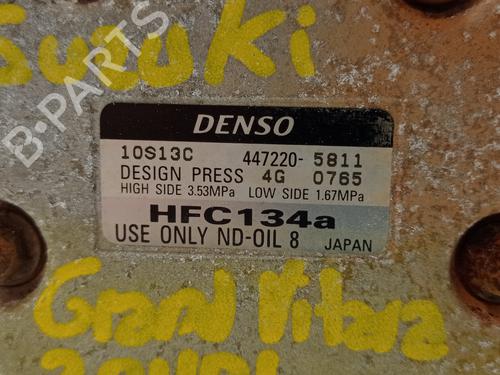 Suzuki
B-PARTS
DENSO
10S13C 447220-5811
DESIGN PRESS 4G 0765
HIGH SIDE 3.53MPa LOW SIDE 1.67MPa
HFC134a
USE ONLY ND-OIL 8 JAPAN
Grand Vitara